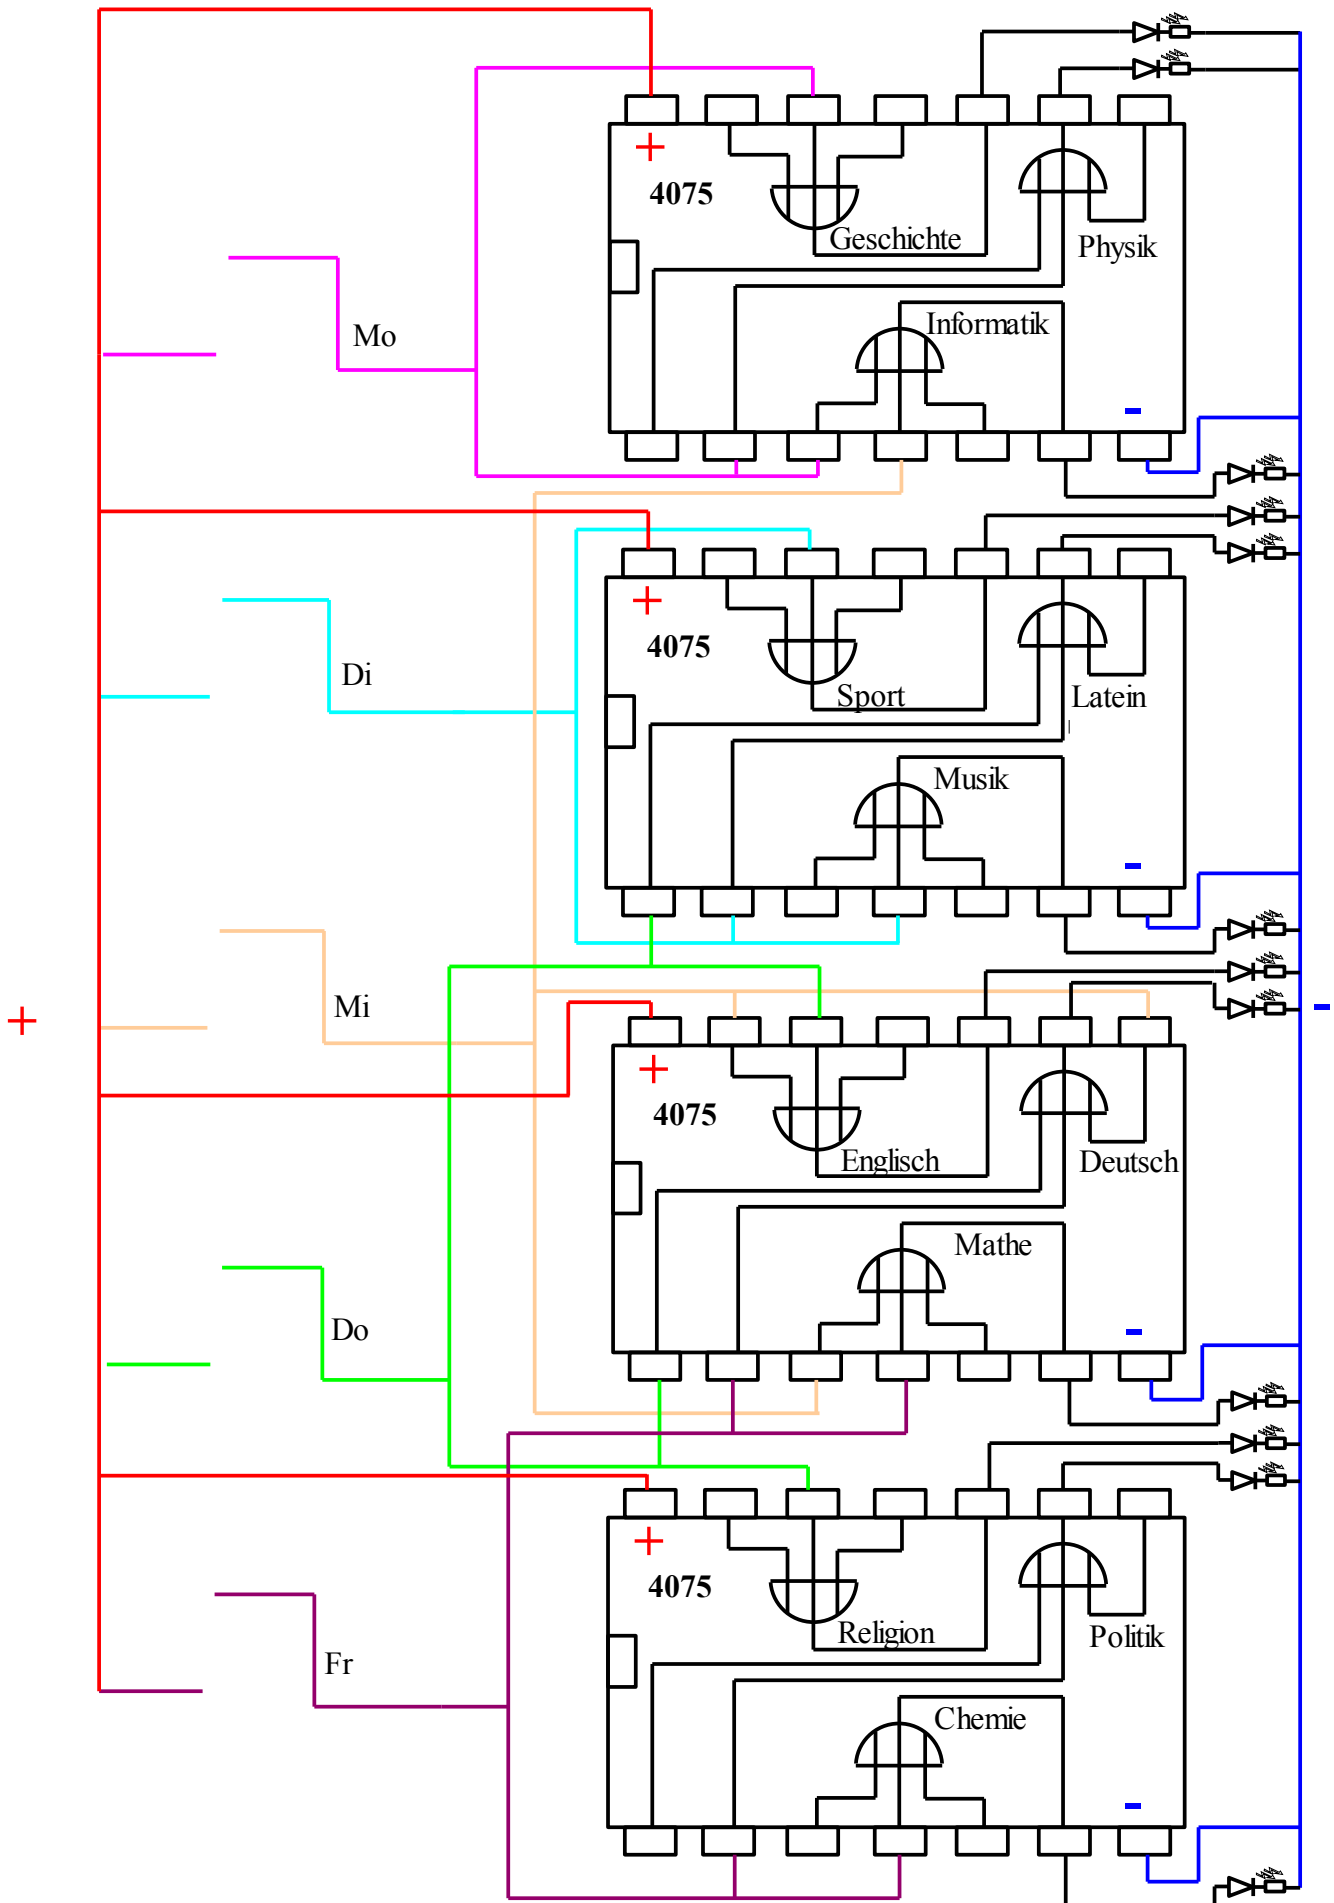 +
4075
Geschichte
Physik
Mo
Informatik
-
+
4075
Di
Sport
Latein
Musik
-
Mi
+
-
+
4075
Englisch
Deutsch
Mathe
Do
-
+
4075
Religion
Politik
Fr
Chemie
-